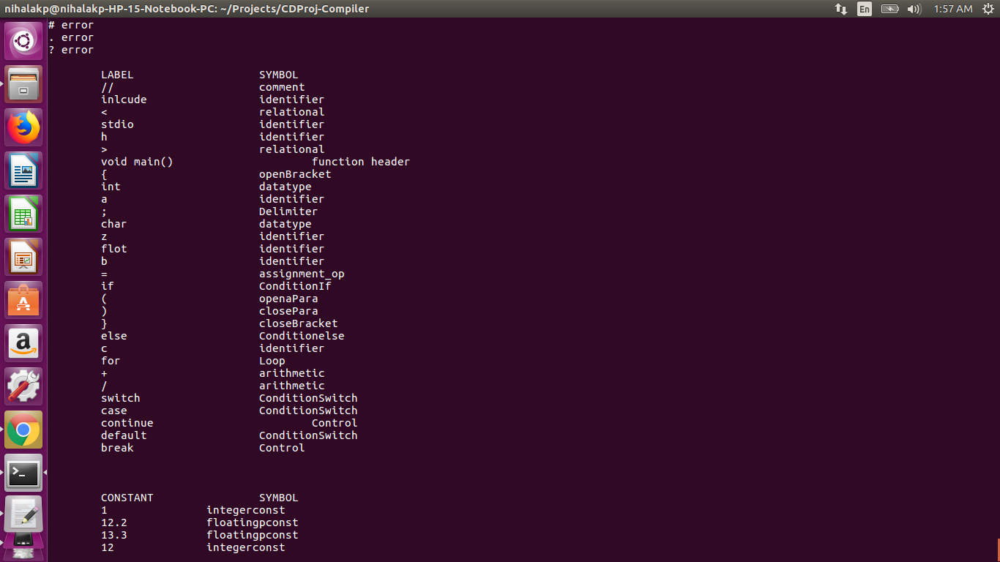 nihalakp@nihalakp-HP-15-Notebook-PC: ~/Projects/CDProj-Compiler En 1:57 AM
# error
. error
? error
LABEL SYMBOL
// comment
inlcude identifier
< relational
stdio identifier
h identifier
> relational
void main() function header
{ openBracket
int datatype
a identifier
; Delimiter
char datatype
z identifier
flot identifier
b identifier
= assignment_op
if ConditionIf
( openaPara
) closePara
} closeBracket
else Conditionelse
c identifier
for Loop
+ arithmetic
/ arithmetic
switch ConditionSwitch
case ConditionSwitch
continue Control
default ConditionSwitch
break Control
CONSTANT SYMBOL
1 integerconst
12.2 floatingpconst
13.3 floatingpconst
12 integerconst